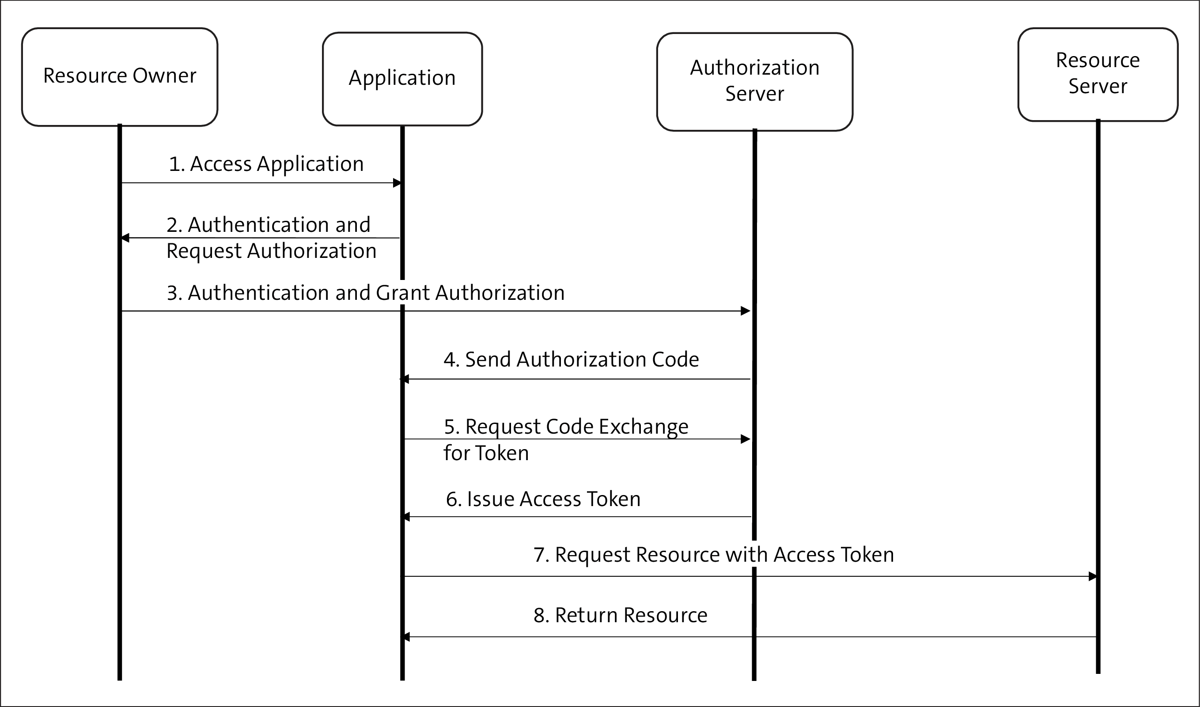 Resource Owner
Application
Authorization
Server
Resource
Server
1. Access Application
2. Authentication and
Request Authorization
3. Authentication and Grant Authorization
4. Send Authorization Code
5. Request Code Exchange
for Token
6. Issue Access Token
7. Request Resource with Access Token
8. Return Resource